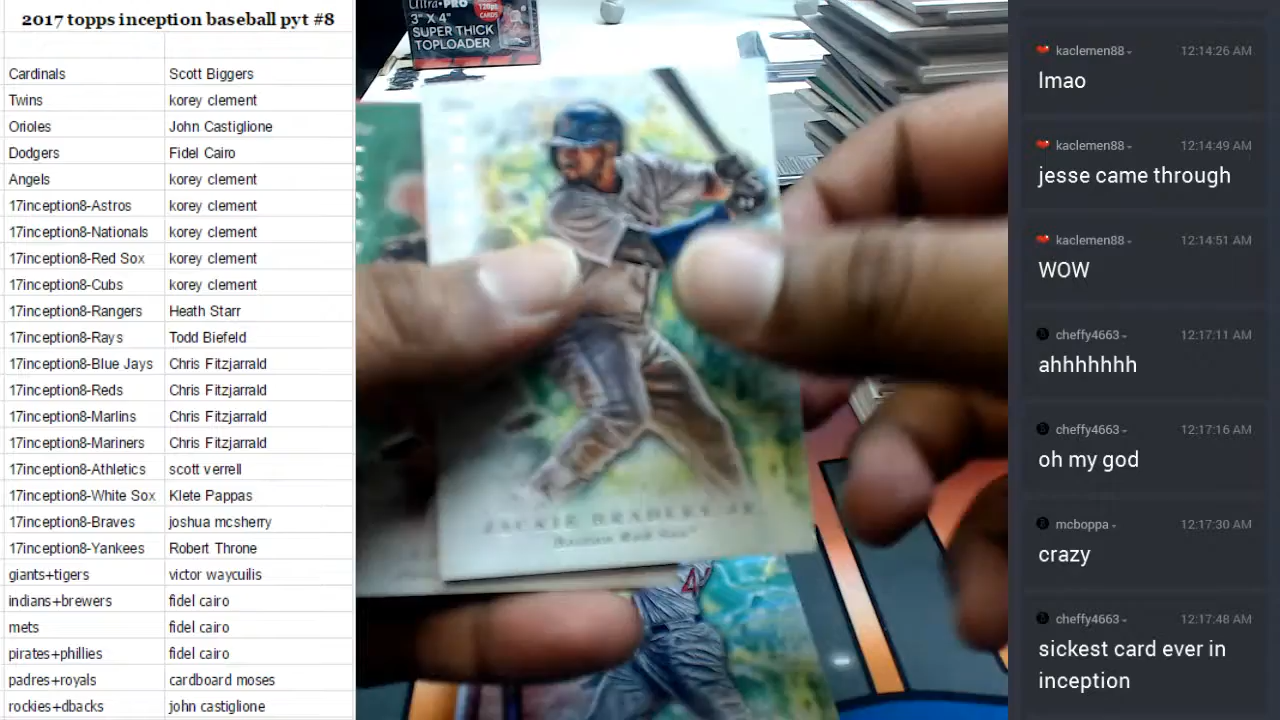 2017 topps inception baseball pyt #8
Cardinals Scott Biggers
Twins korey clement
Orioles John Castiglione
Dodgers Fidel Cairo
Angels korey clement
17inception8-Astros korey clement
17inception8-Nationals korey clement
17inception8-Red Sox korey clement
17inception8-Cubs korey clement
17inception8-Rangers Heath Starr
17inception8-Rays Todd Biefeld
17inception8-Blue Jays Chris Fitzjarrald
17inception8-Reds Chris Fitzjarrald
17inception8-Marlins Chris Fitzjarrald
17inception8-Mariners Chris Fitzjarrald
17inception8-Athletics scott verrell
17inception8-White Sox Klete Pappas
17inception8-Braves joshua mcsherry
17inception8-Yankees Robert Throne
giants+tigers victor waycuilis
indians+brewers fidel cairo
mets fidel cairo
pirates+phillies fidel cairo
padres+royals cardboard moses
rockies+dbacks john castiglione
Ultra·PRO
3" X 4"
SUPER THICK
TOPLOADER
JACKIE BRADLEY JR.
Boston Red Sox
kaclemen88 12:14:26 AM
lmao
kaclemen88 12:14:49 AM
jesse came through
kaclemen88 12:14:51 AM
WOW
cheffy4663 12:17:11 AM
ahhhhhhh
cheffy4663 12:17:16 AM
oh my god
mcboppa 12:17:30 AM
crazy
cheffy4663 12:17:48 AM
sickest card ever in
inception